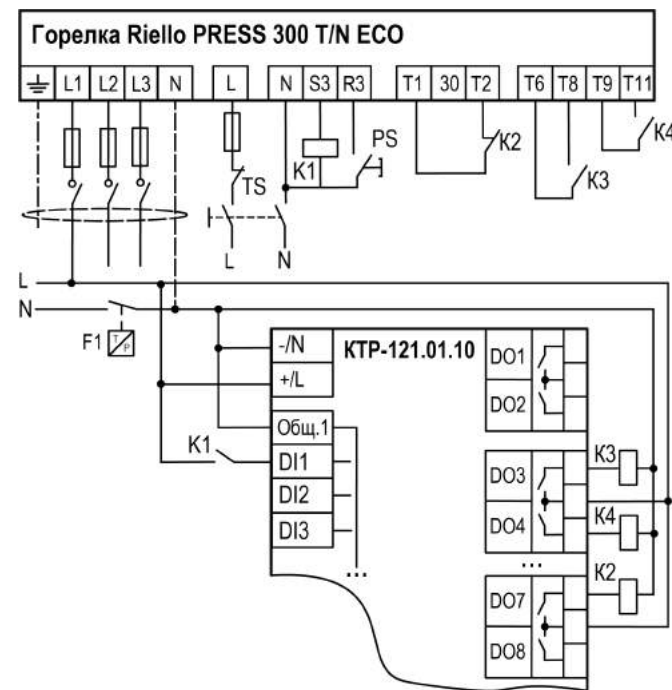 Горелка Riello PRESS 300 T/N ECO
L1 L2 L3 N L N S3 R3 T1 30 T2 T6 T8 T9 T11
PS
K1
K2
K4
TS
K3
L N
L
N
F1 T/P
-/N KTP-121.01.10 DO1
+/L
DO2
Общ.1
K1 DI1
DI2
DI3
...
DO3 K3
DO4 K4
...
DO7 K2
DO8